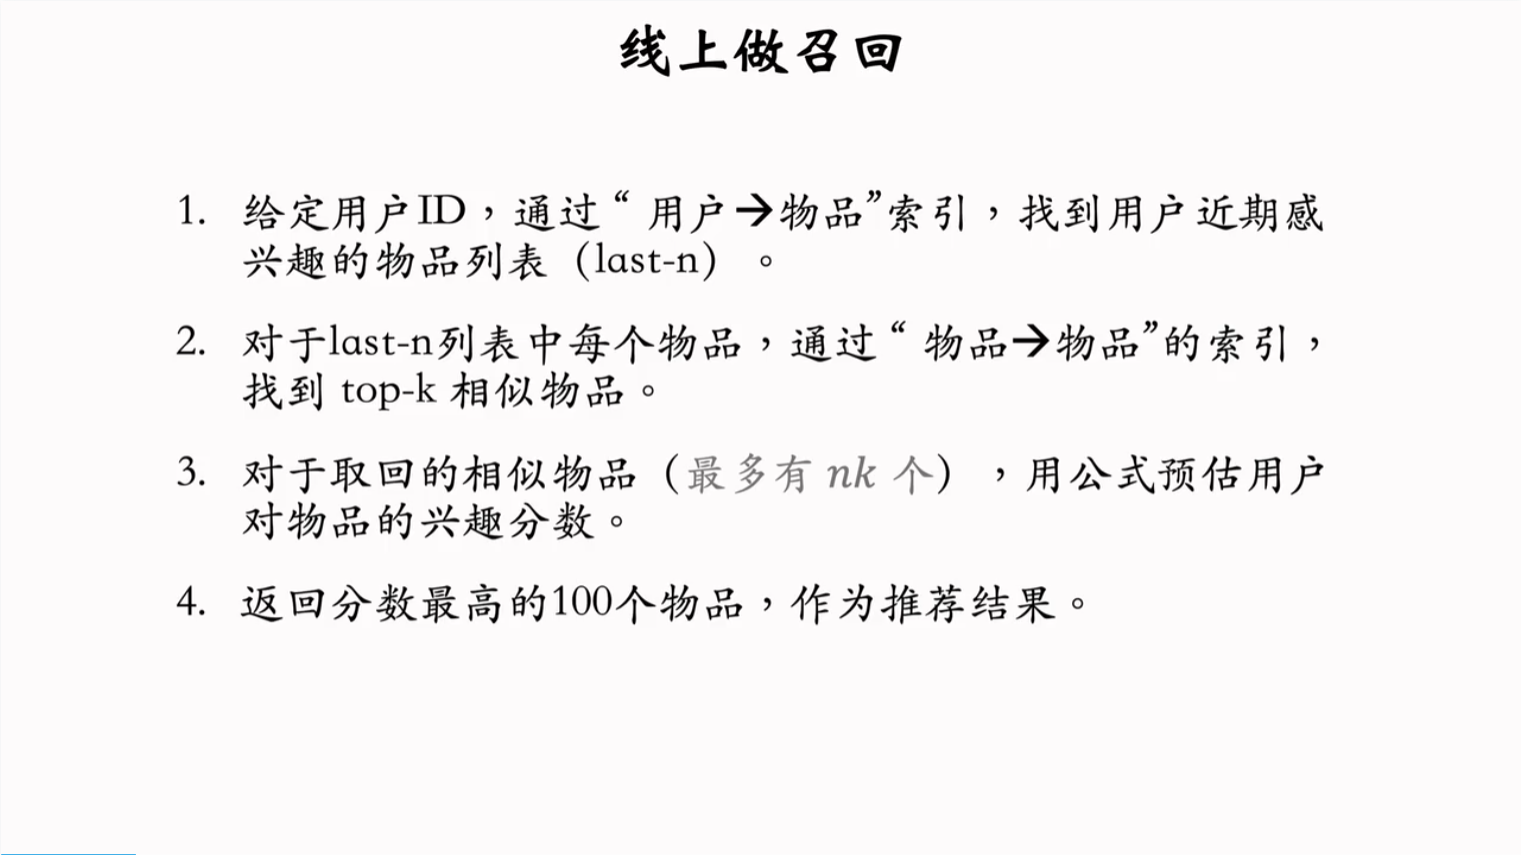 线上做召回
1. 给定用户ID，通过“用户→物品”索引，找到用户近期感
兴趣的物品列表（last-n）。
2. 对于last-n列表中每个物品，通过“物品→物品”的索引，
找到 top-k 相似物品。
3. 对于取回的相似物品（最多有 nk 个），用公式预估用户
对物品的兴趣分数。
4. 返回分数最高的100个物品，作为推荐结果。